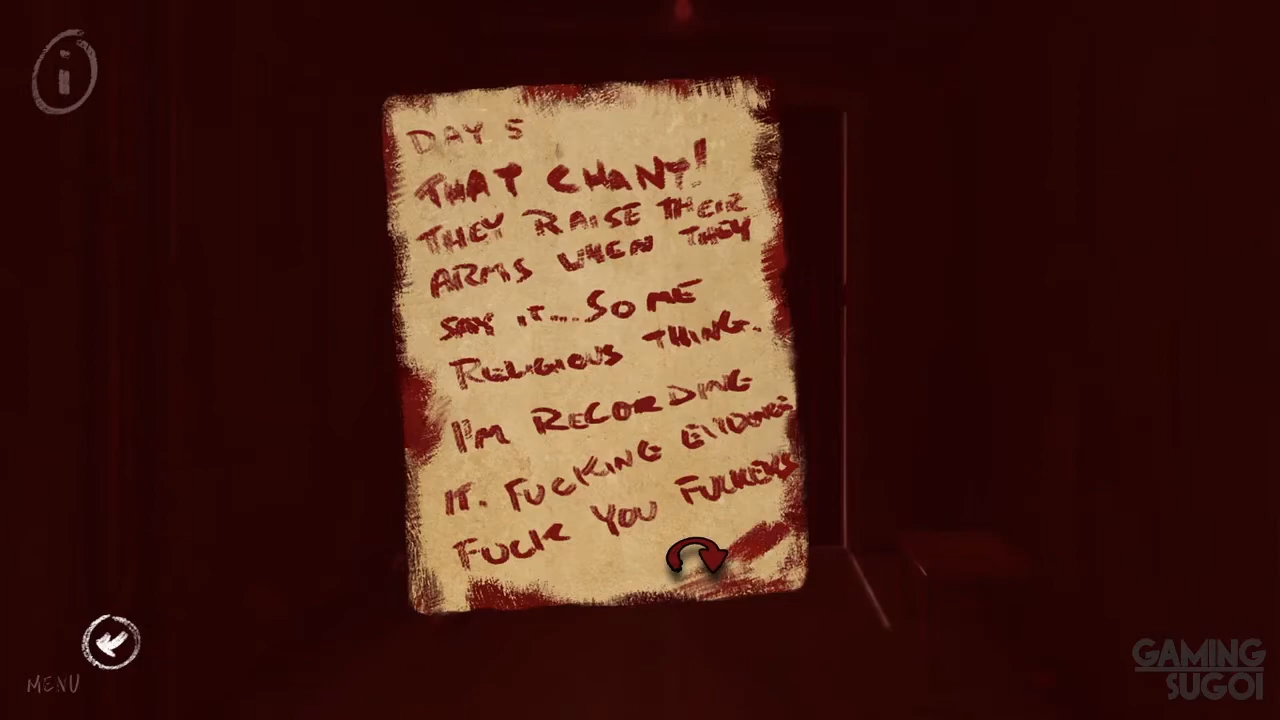 DAY 5
THAT CHANT!
THEY RAISE THEIR
ARMS WHEN THEY
SAY IT... SOME
RELIGIOUS THING.
I'M RECORDING
IT. FUCKING EVIDENCE
FUCK YOU FUCKERS
MENU
GAMING
SUGOI